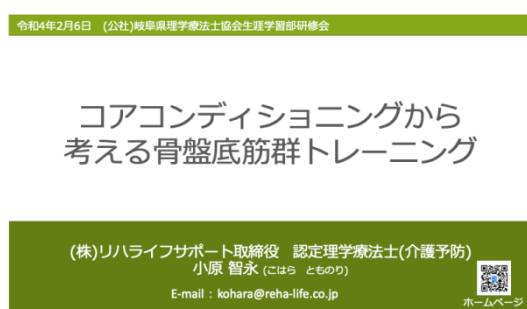 令和4年2月6日　(公社)岐阜県理学療法士協会生涯学習部研修会
コアコンディショニングから
考える骨盤底筋群トレーニング
(株)リハライフサポート取締役　認定理学療法士(介護予防)
小原 智永 (こはら　とものり)
E-mail：kohara@reha-life.co.jp
ホームページ